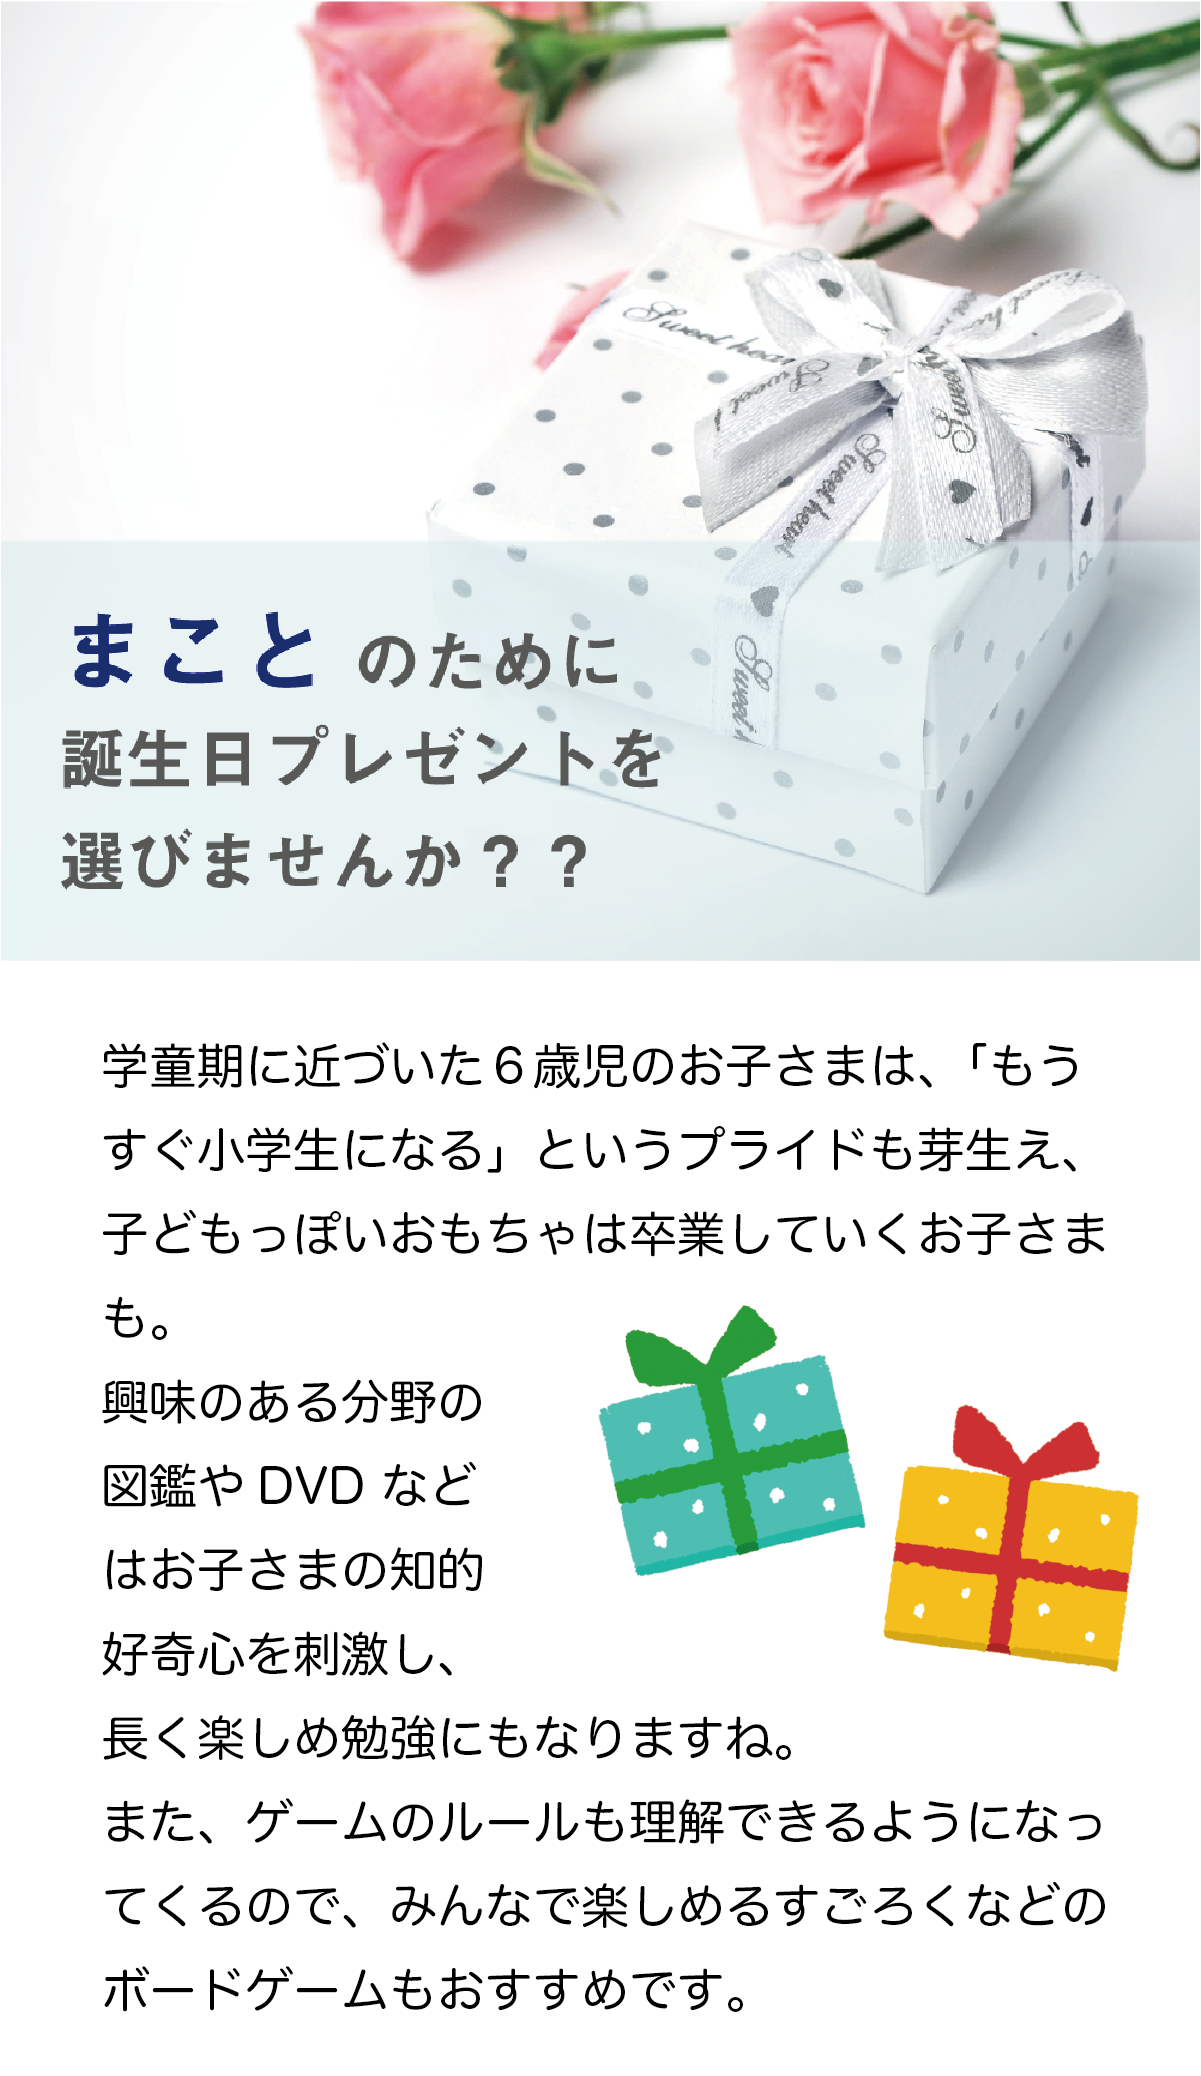 Sweet heart
Sweet
Sweet heart
Sweet heart
Sweet
Sweet
まこと のために
誕生日プレゼントを
選びませんか？？
学童期に近づいた６歳児のお子さまは、「もう
すぐ小学生になる」というプライドも芽生え、
子どもっぽいおもちゃは卒業していくお子さま
も。
興味のある分野の
図鑑や DVD など
はお子さまの知的
好奇心を刺激し、
長く楽しめ勉強にもなりますね。
また、ゲームのルールも理解できるようになっ
てくるので、みんなで楽しめるすごろくなどの
ボードゲームもおすすめです。